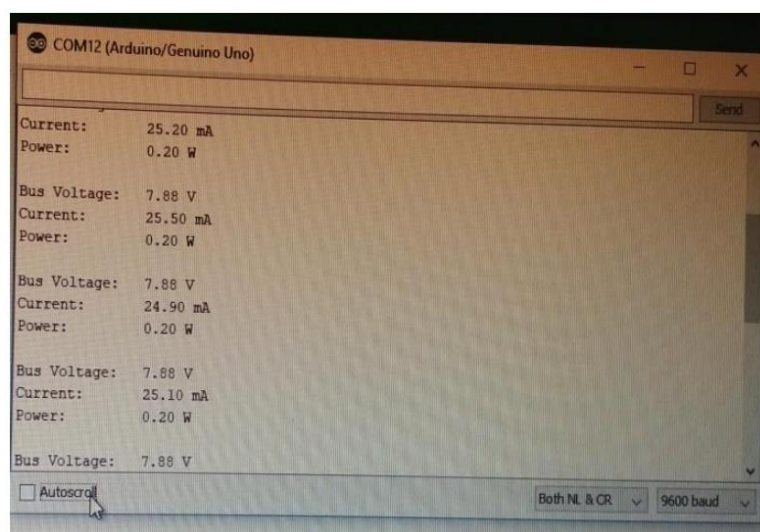 COM12 (Arduino/Genuino Uno)
Send
Current: 25.20 mA
Power: 0.20 W
Bus Voltage: 7.88 V
Current: 25.50 mA
Power: 0.20 W
Bus Voltage: 7.88 V
Current: 24.90 mA
Power: 0.20 W
Bus Voltage: 7.88 V
Current: 25.10 mA
Power: 0.20 W
Bus Voltage: 7.88 V
Autoscroll
Both NL & CR
9600 baud